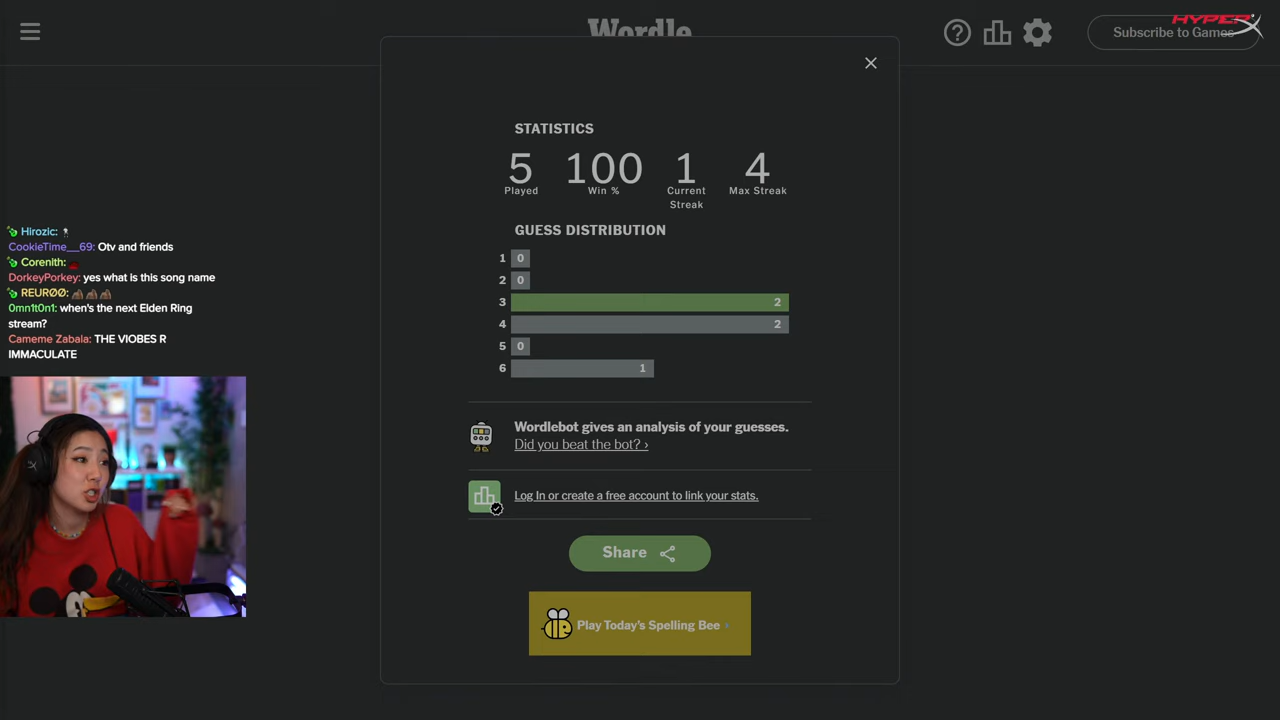 Wordle
Subscribe to Games
HYPERX
STATISTICS
5 100 1 4
Played Win % Current Streak Max Streak
GUESS DISTRIBUTION
1 0
2 0
3 2
4 2
5 0
6 1
Wordlebot gives an analysis of your guesses.
Did you beat the bot? ›
Log In or create a free account to link your stats.
Share
Play Today's Spelling Bee ›
Hirozic:
CookieTime__69: Otv and friends
Corenith:
DorkeyPorkey: yes what is this song name
REURØØ:
0mn1t0n1: when's the next Elden Ring
stream?
Cameme Zabala: THE VIOBES R
IMMACULATE